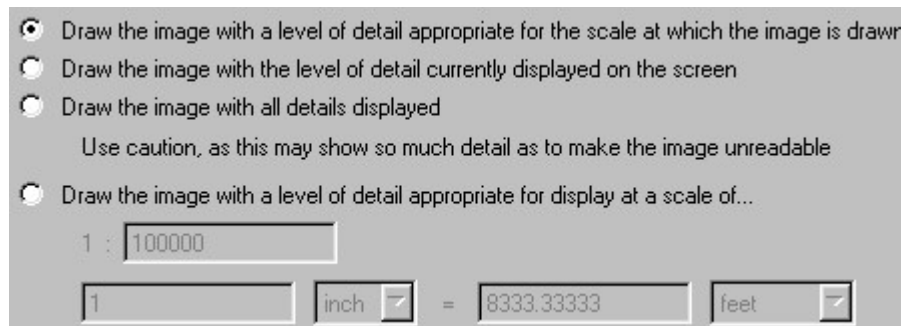 Draw the image with a level of detail appropriate for the scale at which the image is drawn
Draw the image with the level of detail currently displayed on the screen
Draw the image with all details displayed
Use caution, as this may show so much detail as to make the image unreadable
Draw the image with a level of detail appropriate for display at a scale of...
1 : 100000
1 inch = 8333.33333 feet